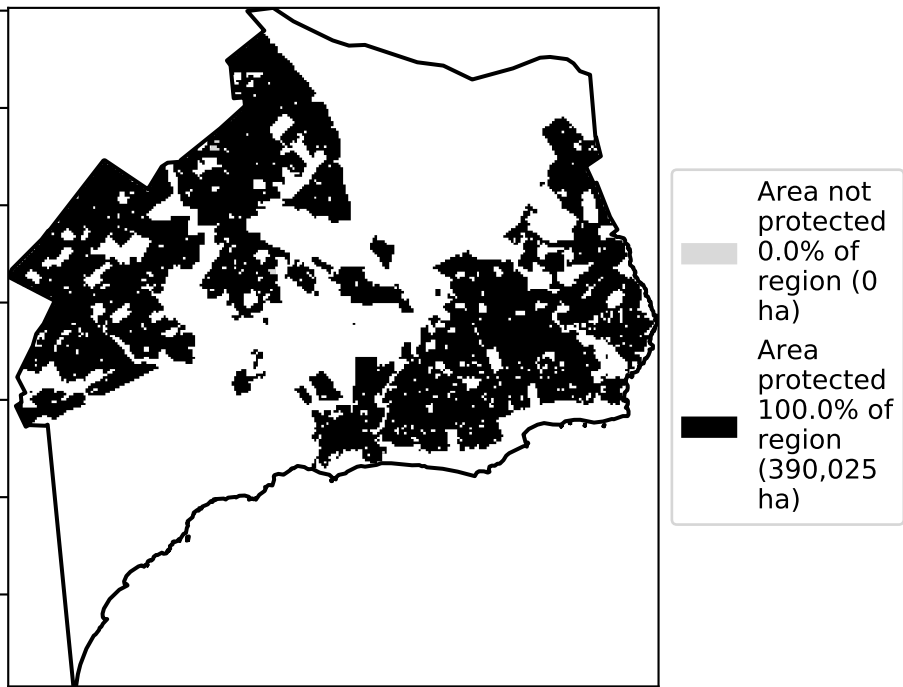 Area not
protected
0.0% of
region (0
ha)
Area
protected
100.0% of
region
(390,025
ha)